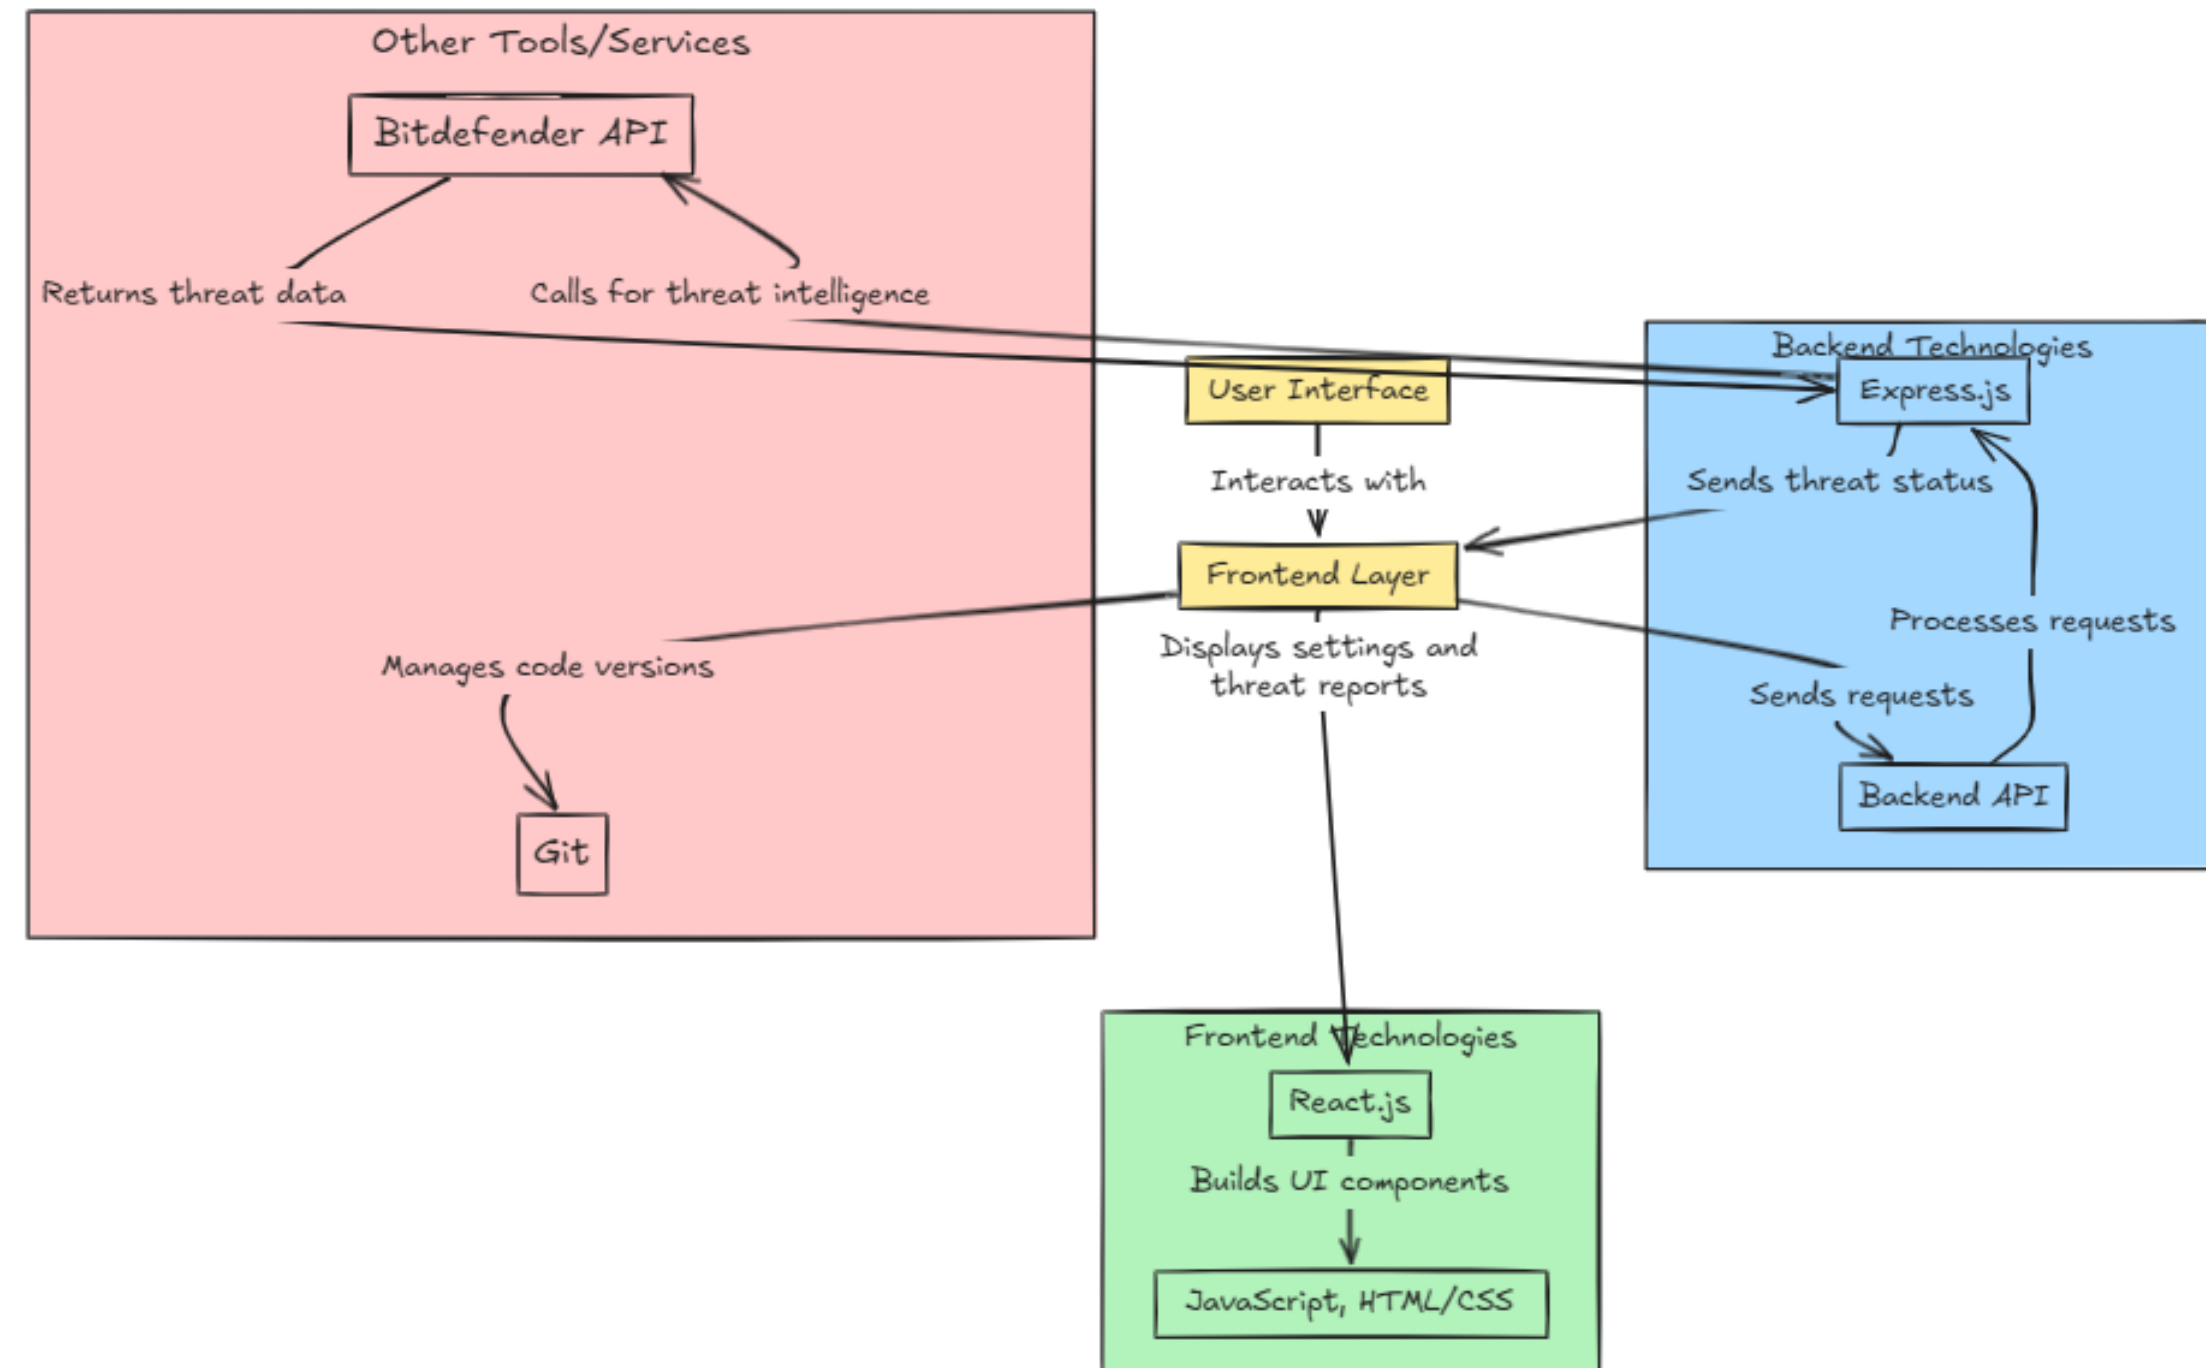 Other Tools/Services
Bitdefender API
Returns threat data
Calls for threat intelligence
Backend Technologies
User Interface
Express.js
Interacts with
Sends threat status
Frontend Layer
Processes requests
Displays settings and
threat reports
Manages code versions
Sends requests
Backend API
Git
Frontend Technologies
React.js
Builds UI components
JavaScript, HTML/CSS